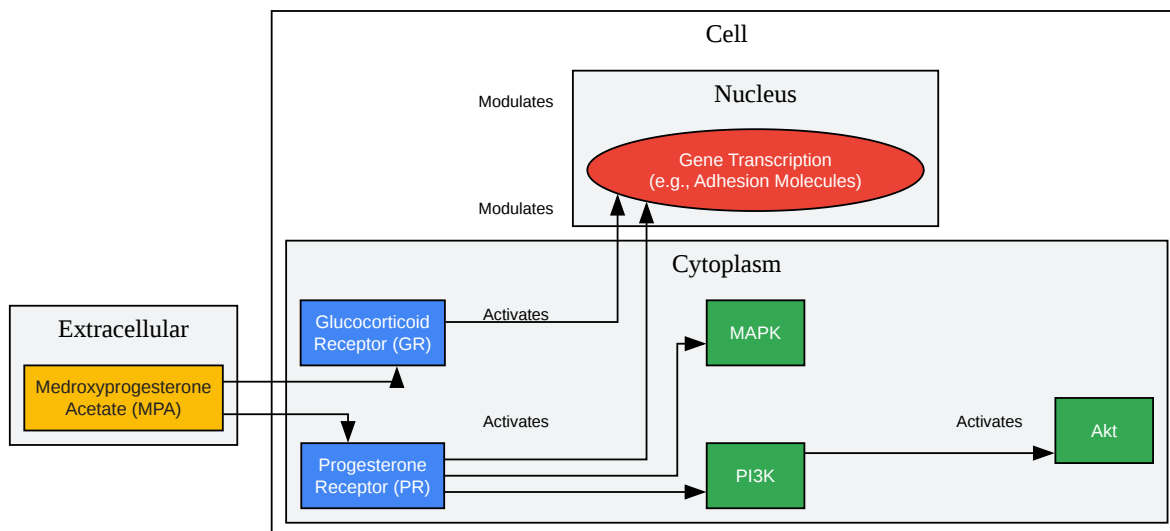 Cell
Nucleus
Modulates
Gene Transcription
(e.g., Adhesion Molecules)
Modulates
Cytoplasm
Extracellular
Glucocorticoid
Receptor (GR)
Activates
MAPK
Medroxyprogesterone
Acetate (MPA)
Activates
Activates
Akt
Progesterone
Receptor (PR)
PI3K